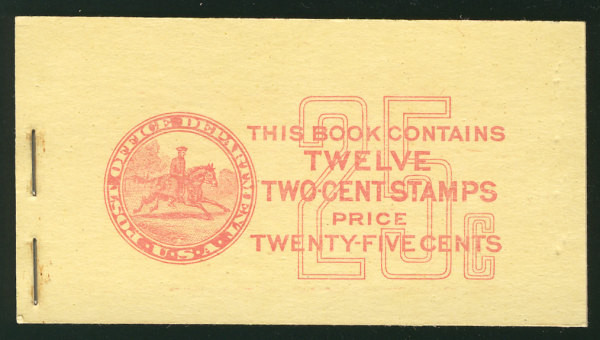 POST OFFICE DEPARTMENT
U.S.A.
25c
THIS BOOK CONTAINS
TWELVE
TWO-CENT STAMPS
PRICE
TWENTY-FIVE CENTS